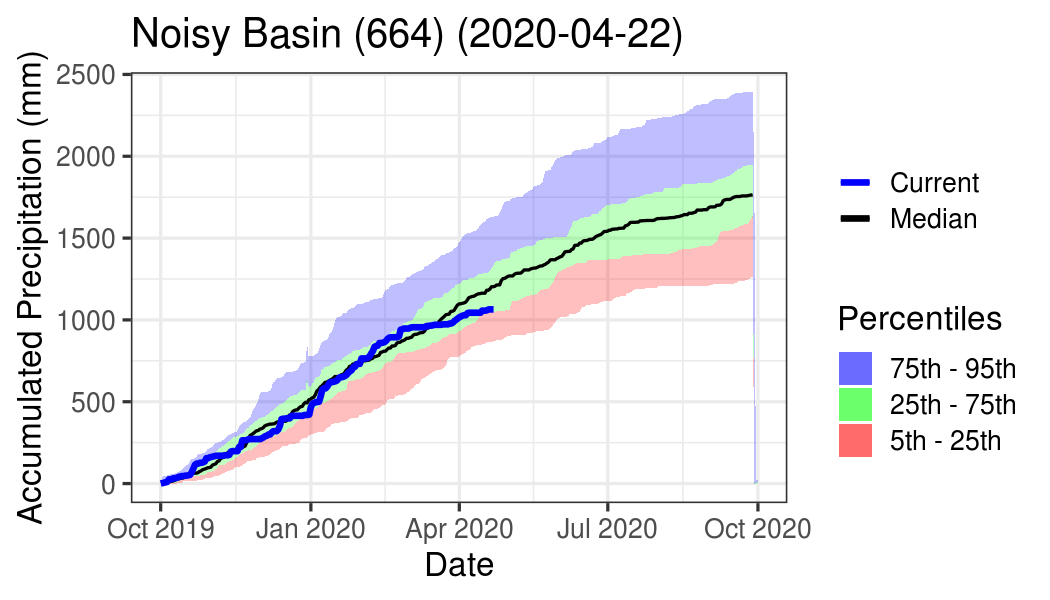 Noisy Basin (664) (2020-04-22)
Accumulated Precipitation (mm)
2500
2000
1500
1000
500
0
Oct 2019
Jan 2020
Apr 2020
Jul 2020
Oct 2020
Date
Current
Median
Percentiles
75th - 95th
25th - 75th
5th - 25th